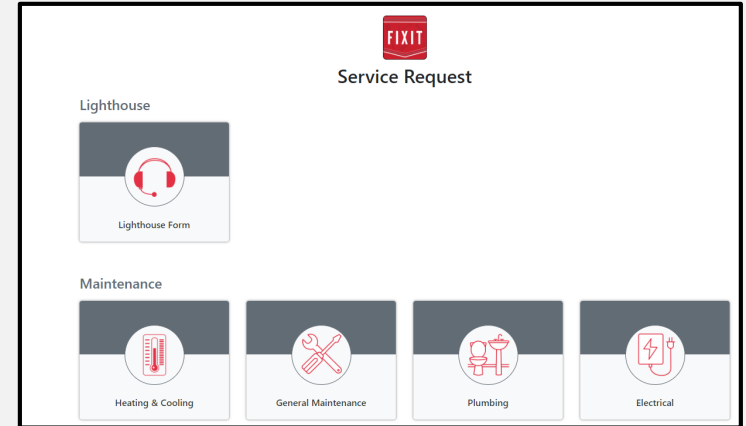 FIXIT
Service Request
Lighthouse
Lighthouse Form
Maintenance
Heating & Cooling
General Maintenance
Plumbing
Electrical